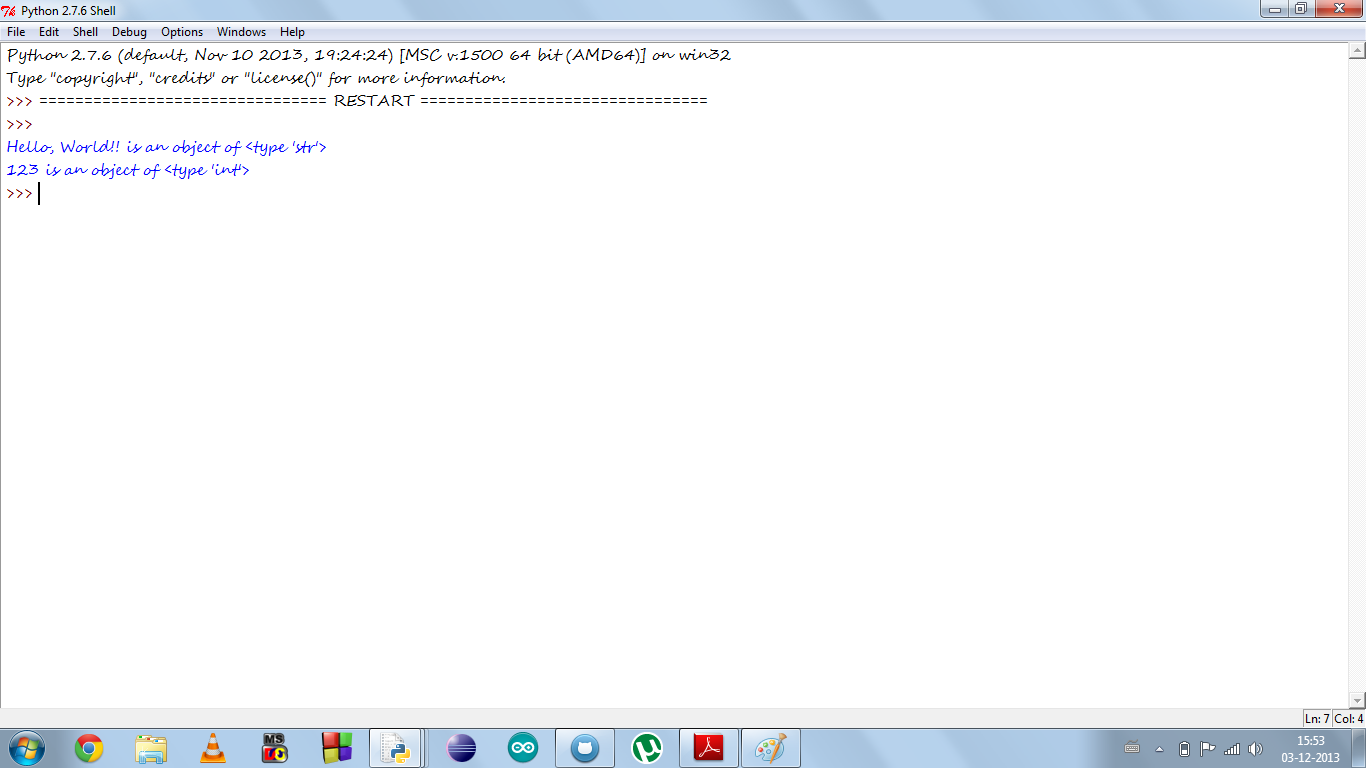 Python 2.7.6 Shell
File Edit Shell Debug Options Windows Help
Python 2.7.6 (default, Nov 10 2013, 19:24:24) [MSC v.1500 64 bit (AMD64)] on win32
Type "copyright", "credits" or "license()" for more information.
>>> ================================ RESTART ================================
>>>
Hello, World!! is an object of <type 'str'>
123 is an object of <type 'int'>
>>>
Ln: 7 Col: 4
MS
15:53
03-12-2013